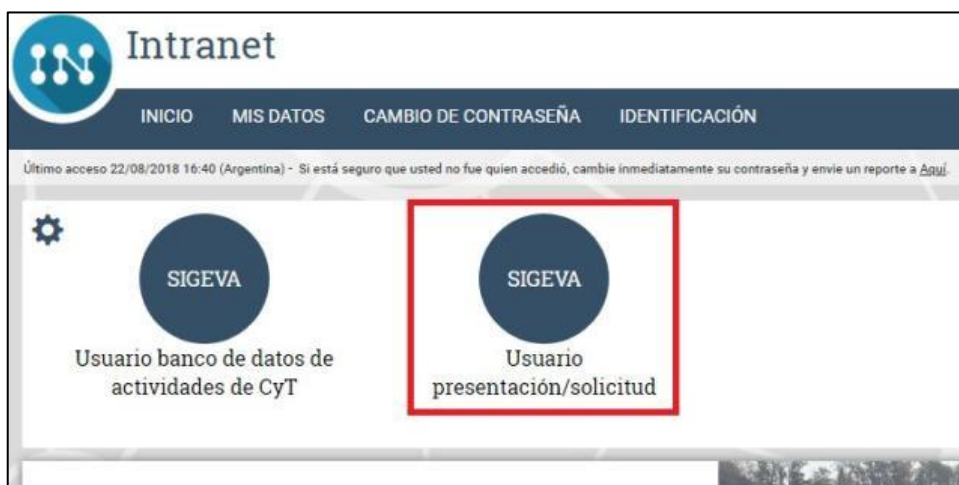 IN
Intranet
INICIO MIS DATOS CAMBIO DE CONTRASEÑA IDENTIFICACIÓN
Último acceso 22/08/2018 16:40 (Argentina) - Si está seguro que usted no fue quien accedió, cambie inmediatamente su contraseña y envie un reporte a Aquí.
SIGEVA
Usuario banco de datos de
actividades de CyT
SIGEVA
Usuario
presentación/solicitud